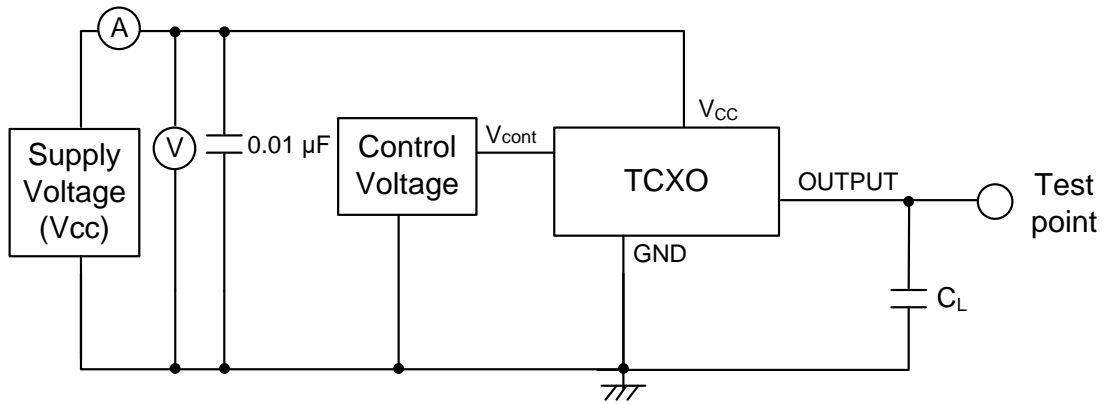 A
V
0.01 µF
Supply
Voltage
(Vcc)
Control
Voltage
Vcont
VCC
TCXO
GND
OUTPUT
CL
Test
point